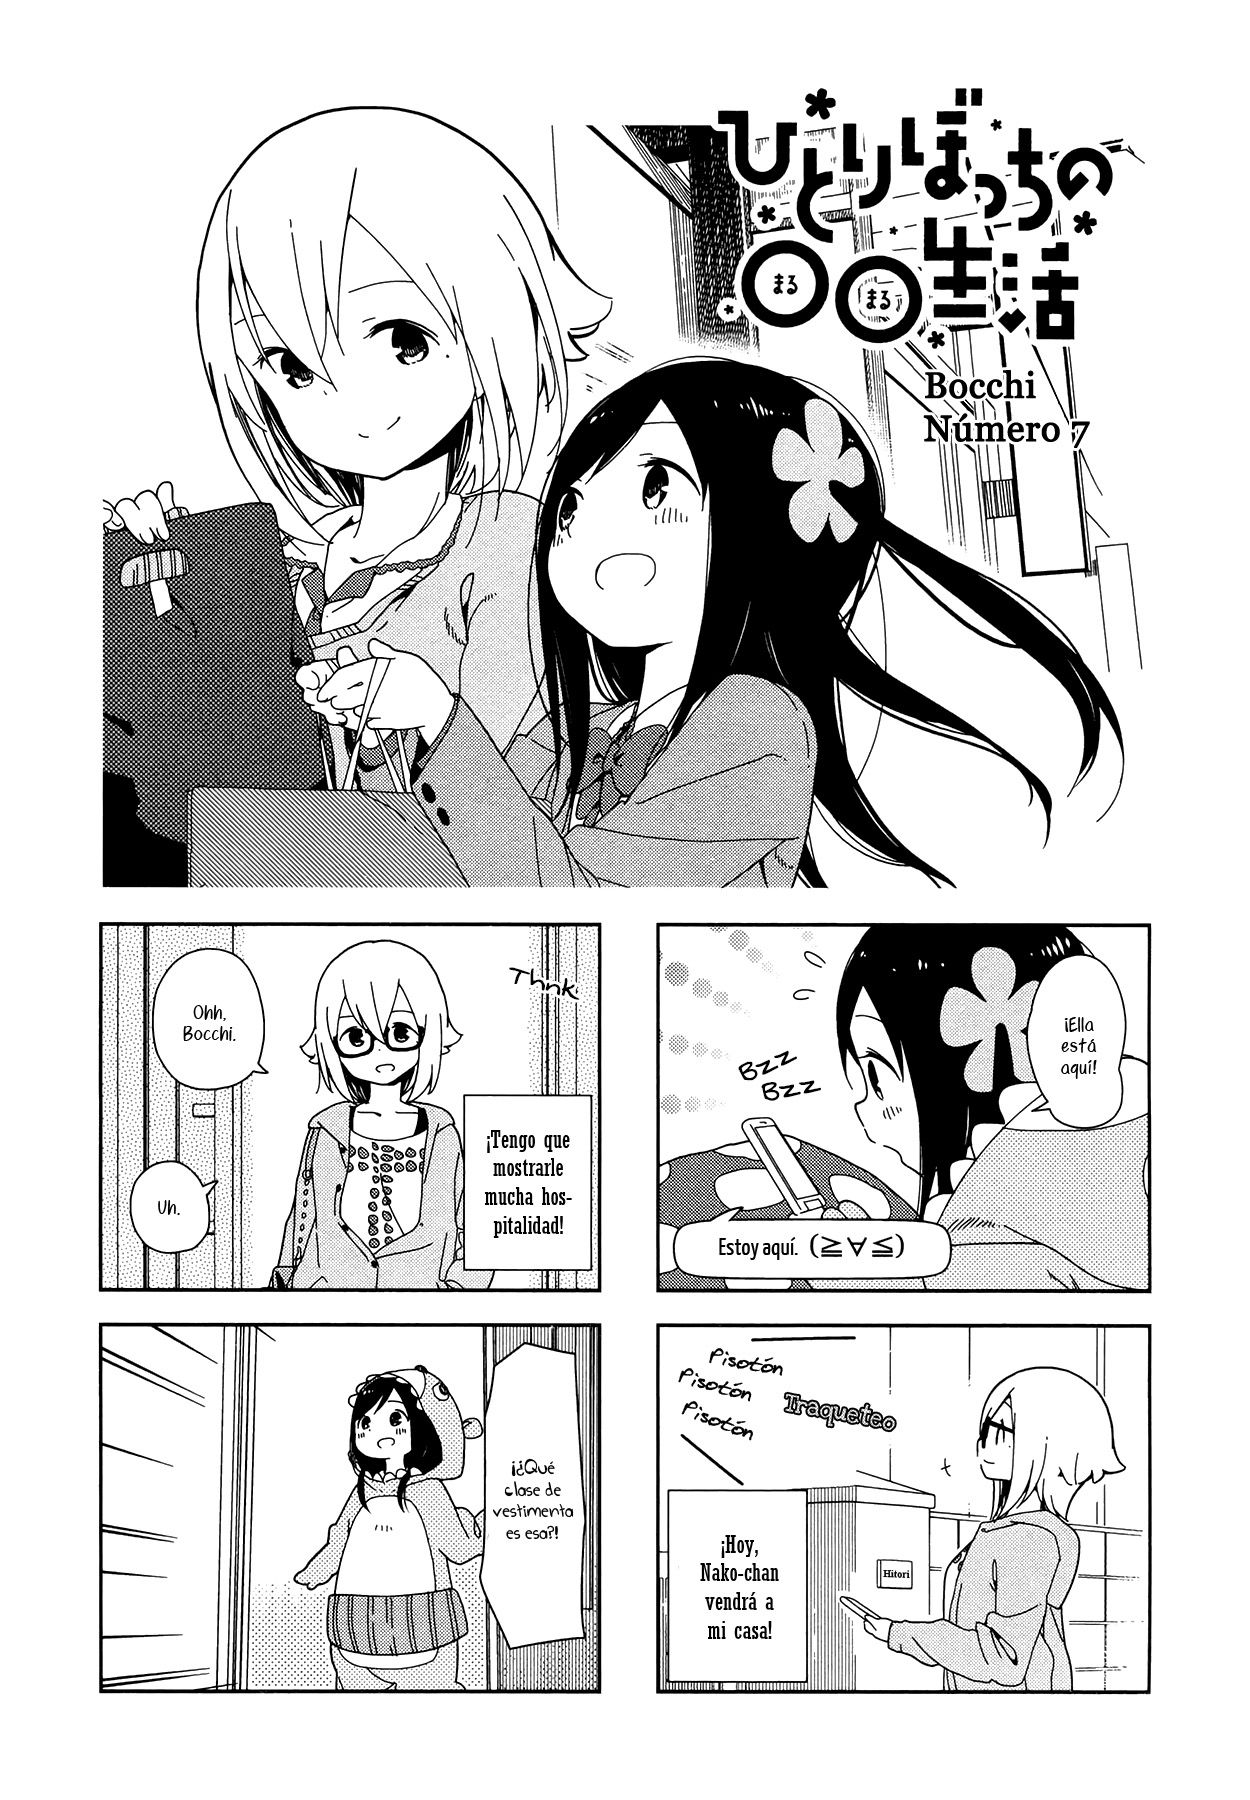 ひとりぼっちの
○○生活
まる まる
Bocchi
Número 7
¡Ella
está
aquí!
Bzz
Bzz
Estoy aquí. (≧∀≦)
Pisotón
Pisotón
Pisotón
Traqueteo
Hitori
¡Hoy,
Nako-chan
vendrá a
mi casa!
Thnk
Ohh,
Bocchi.
¡Tengo que
mostrarle
mucha hos-
pitalidad!
Uh.
¡¿Qué
clase de
vestimenta
es esa?!